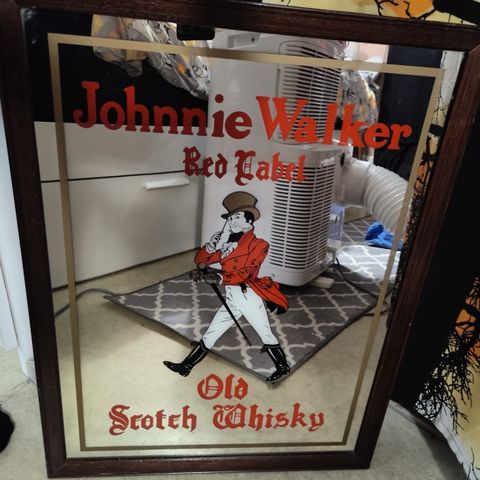 Johnnie Walker
Red Label
Old
Scotch Whisky